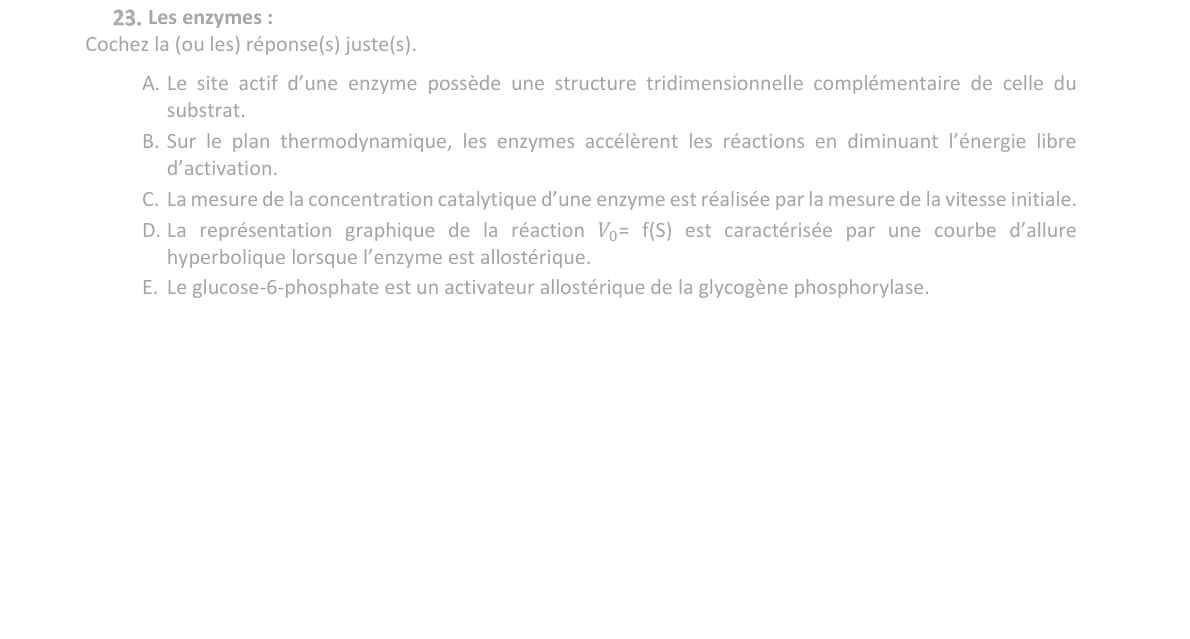 23. Les enzymes :
Cochez la (ou les) réponse(s) juste(s).
A. Le site actif d’une enzyme possède une structure tridimensionnelle complémentaire de celle du
substrat.
B. Sur le plan thermodynamique, les enzymes accélèrent les réactions en diminuant l’énergie libre
d’activation.
C. La mesure de la concentration catalytique d’une enzyme est réalisée par la mesure de la vitesse initiale.
D. La représentation graphique de la réaction V₀= f(S) est caractérisée par une courbe d’allure
hyperbolique lorsque l’enzyme est allostérique.
E. Le glucose-6-phosphate est un activateur allostérique de la glycogène phosphorylase.